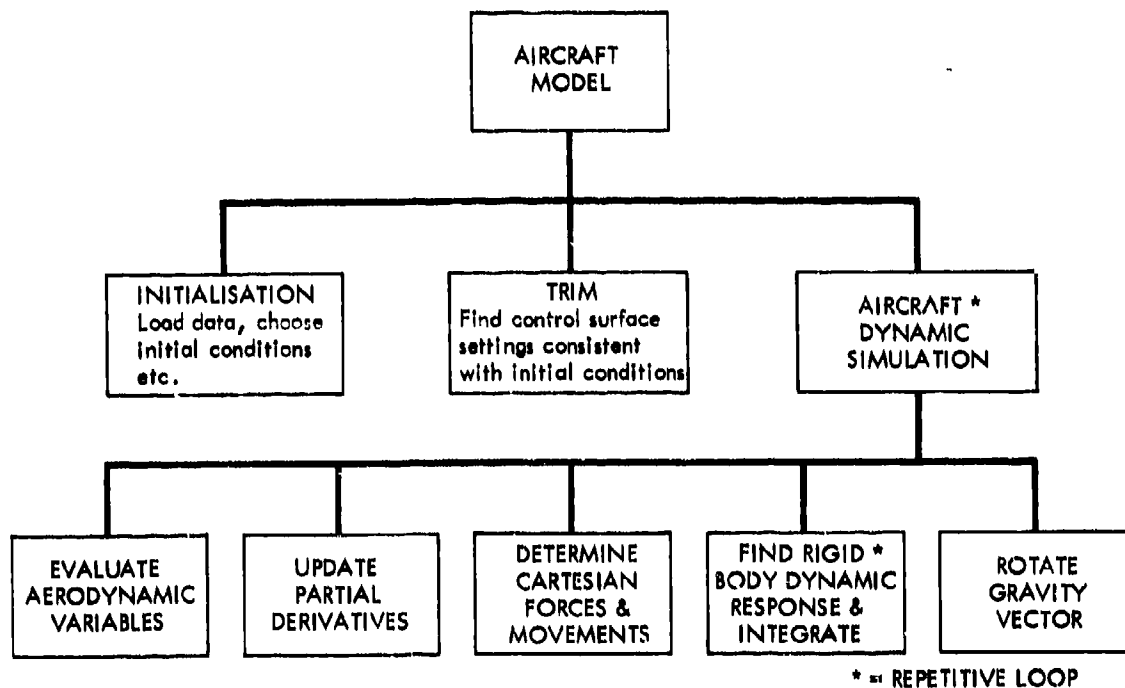 AIRCRAFT
MODEL
INITIALISATION
Load data, choose
initial conditions
etc.
TRIM
Find control surface
settings consistent
with initial conditions
AIRCRAFT *
DYNAMIC
SIMULATION
EVALUATE
AERODYNAMIC
VARIABLES
UPDATE
PARTIAL
DERIVATIVES
DETERMINE
CARTESIAN
FORCES &
MOVEMENTS
FIND RIGID *
BODY DYNAMIC
RESPONSE &
INTEGRATE
ROTATE
GRAVITY
VECTOR
* = REPETITIVE LOOP